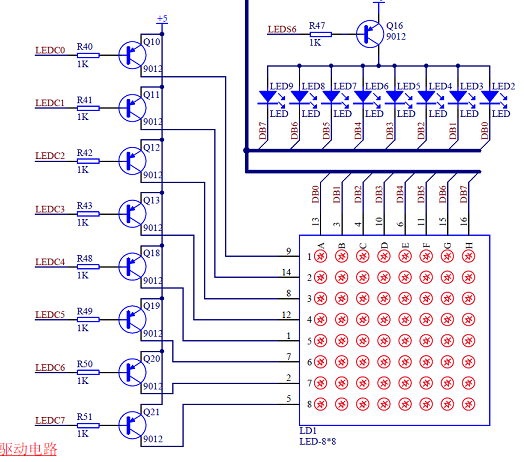 +5
LEDC0 R40 1K Q10 9012
LEDC1 R41 1K Q11 9012
LEDC2 R42 1K Q12 9012
LEDC3 R43 1K Q13 9012
LEDC4 R48 1K Q18 9012
LEDC5 R49 1K Q19 9012
LEDC6 R50 1K Q20 9012
LEDC7 R51 1K Q21 9012
LEDS6 R47 1K Q16 9012
LED9 LED8 LED7 LED6 LED5 LED4 LED3 LED2
LED LED LED LED LED LED LED LED
DB7 DB6 DB5 DB4 DB3 DB2 DB1 DB0
DB0 DB1 DB2 DB3 DB4 DB5 DB6 DB7
13 3 4 10 6 11 15 16
A B C D E F G H
9 1
14 2
8 3
12 4
1 5
7 6
2 7
5 8
LD1
LED-8*8
驱动电路